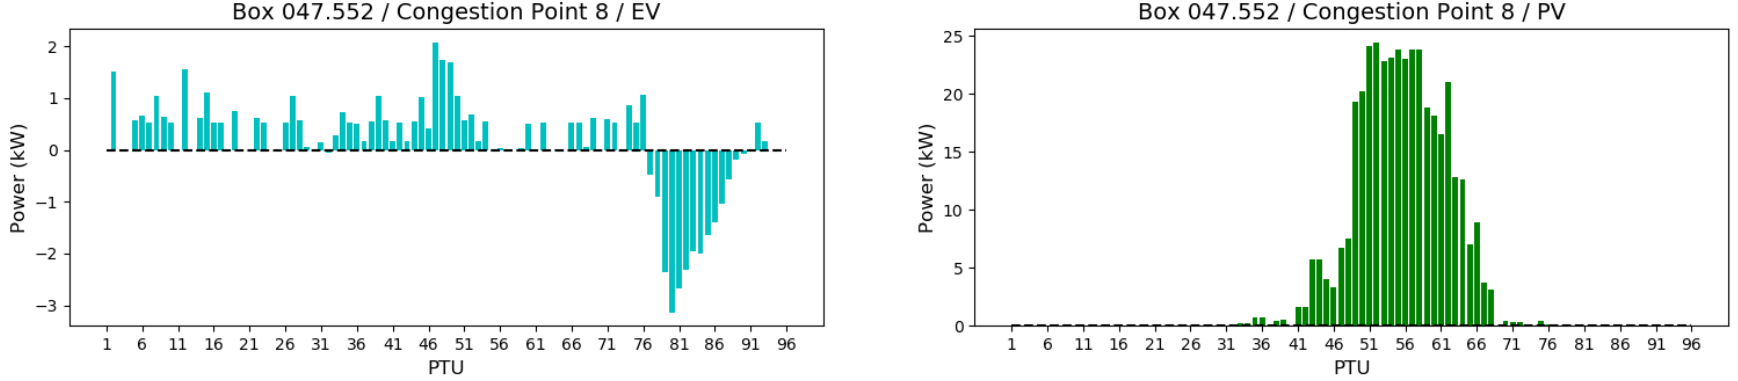 Box 047.552 / Congestion Point 8 / EV
Power (kW)
2
1
0
−1
−2
−3
1 6 11 16 21 26 31 36 41 46 51 56 61 66 71 76 81 86 91 96
PTU
Box 047.552 / Congestion Point 8 / PV
Power (kW)
25
20
15
10
5
0
1 6 11 16 21 26 31 36 41 46 51 56 61 66 71 76 81 86 91 96
PTU